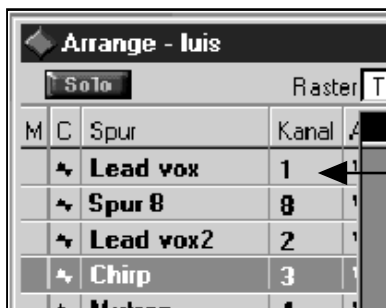 Arrange - luis
Solo Raster T
M C Spur Kanal A
Lead vox 1
Spur 8 8
Lead vox2 2
Chirp 3